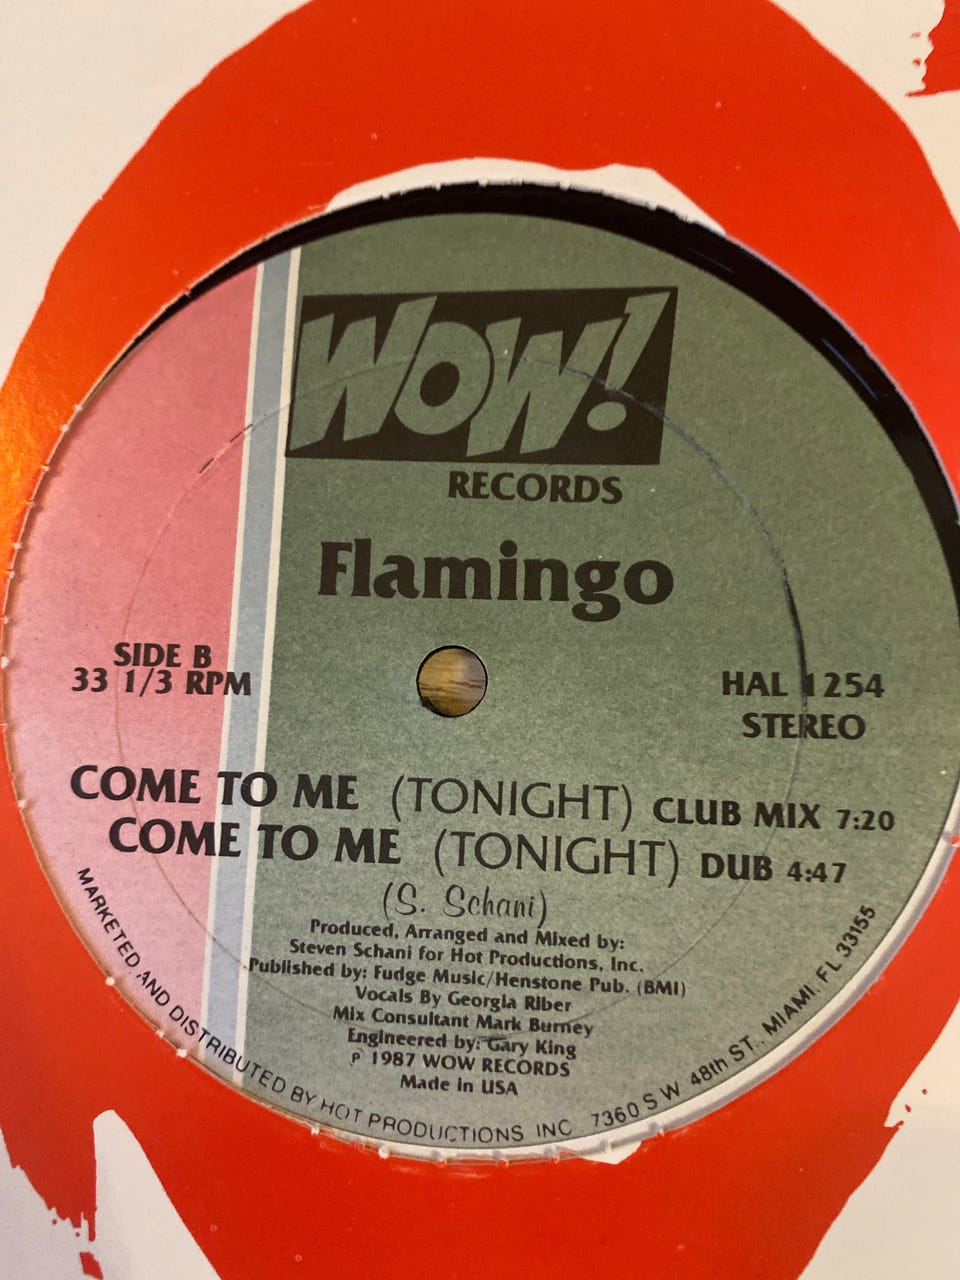 WOW!
RECORDS
Flamingo
SIDE B
33 1/3 RPM
HAL 1254
STEREO
COME TO ME (TONIGHT) CLUB MIX 7:20
COME TO ME (TONIGHT) DUB 4:47
(S. Schani)
Produced, Arranged and Mixed by:
Steven Schani for Hot Productions, Inc.
Published by: Fudge Music/Henstone Pub. (BMI)
Vocals By Georgia Riber
Mix Consultant Mark Burney
Engineered by: Gary King
℗ 1987 WOW RECORDS
Made in USA
MARKETED AND DISTRIBUTED BY HOT PRODUCTIONS INC 7360 S W 48th ST., MIAMI, FL 33155